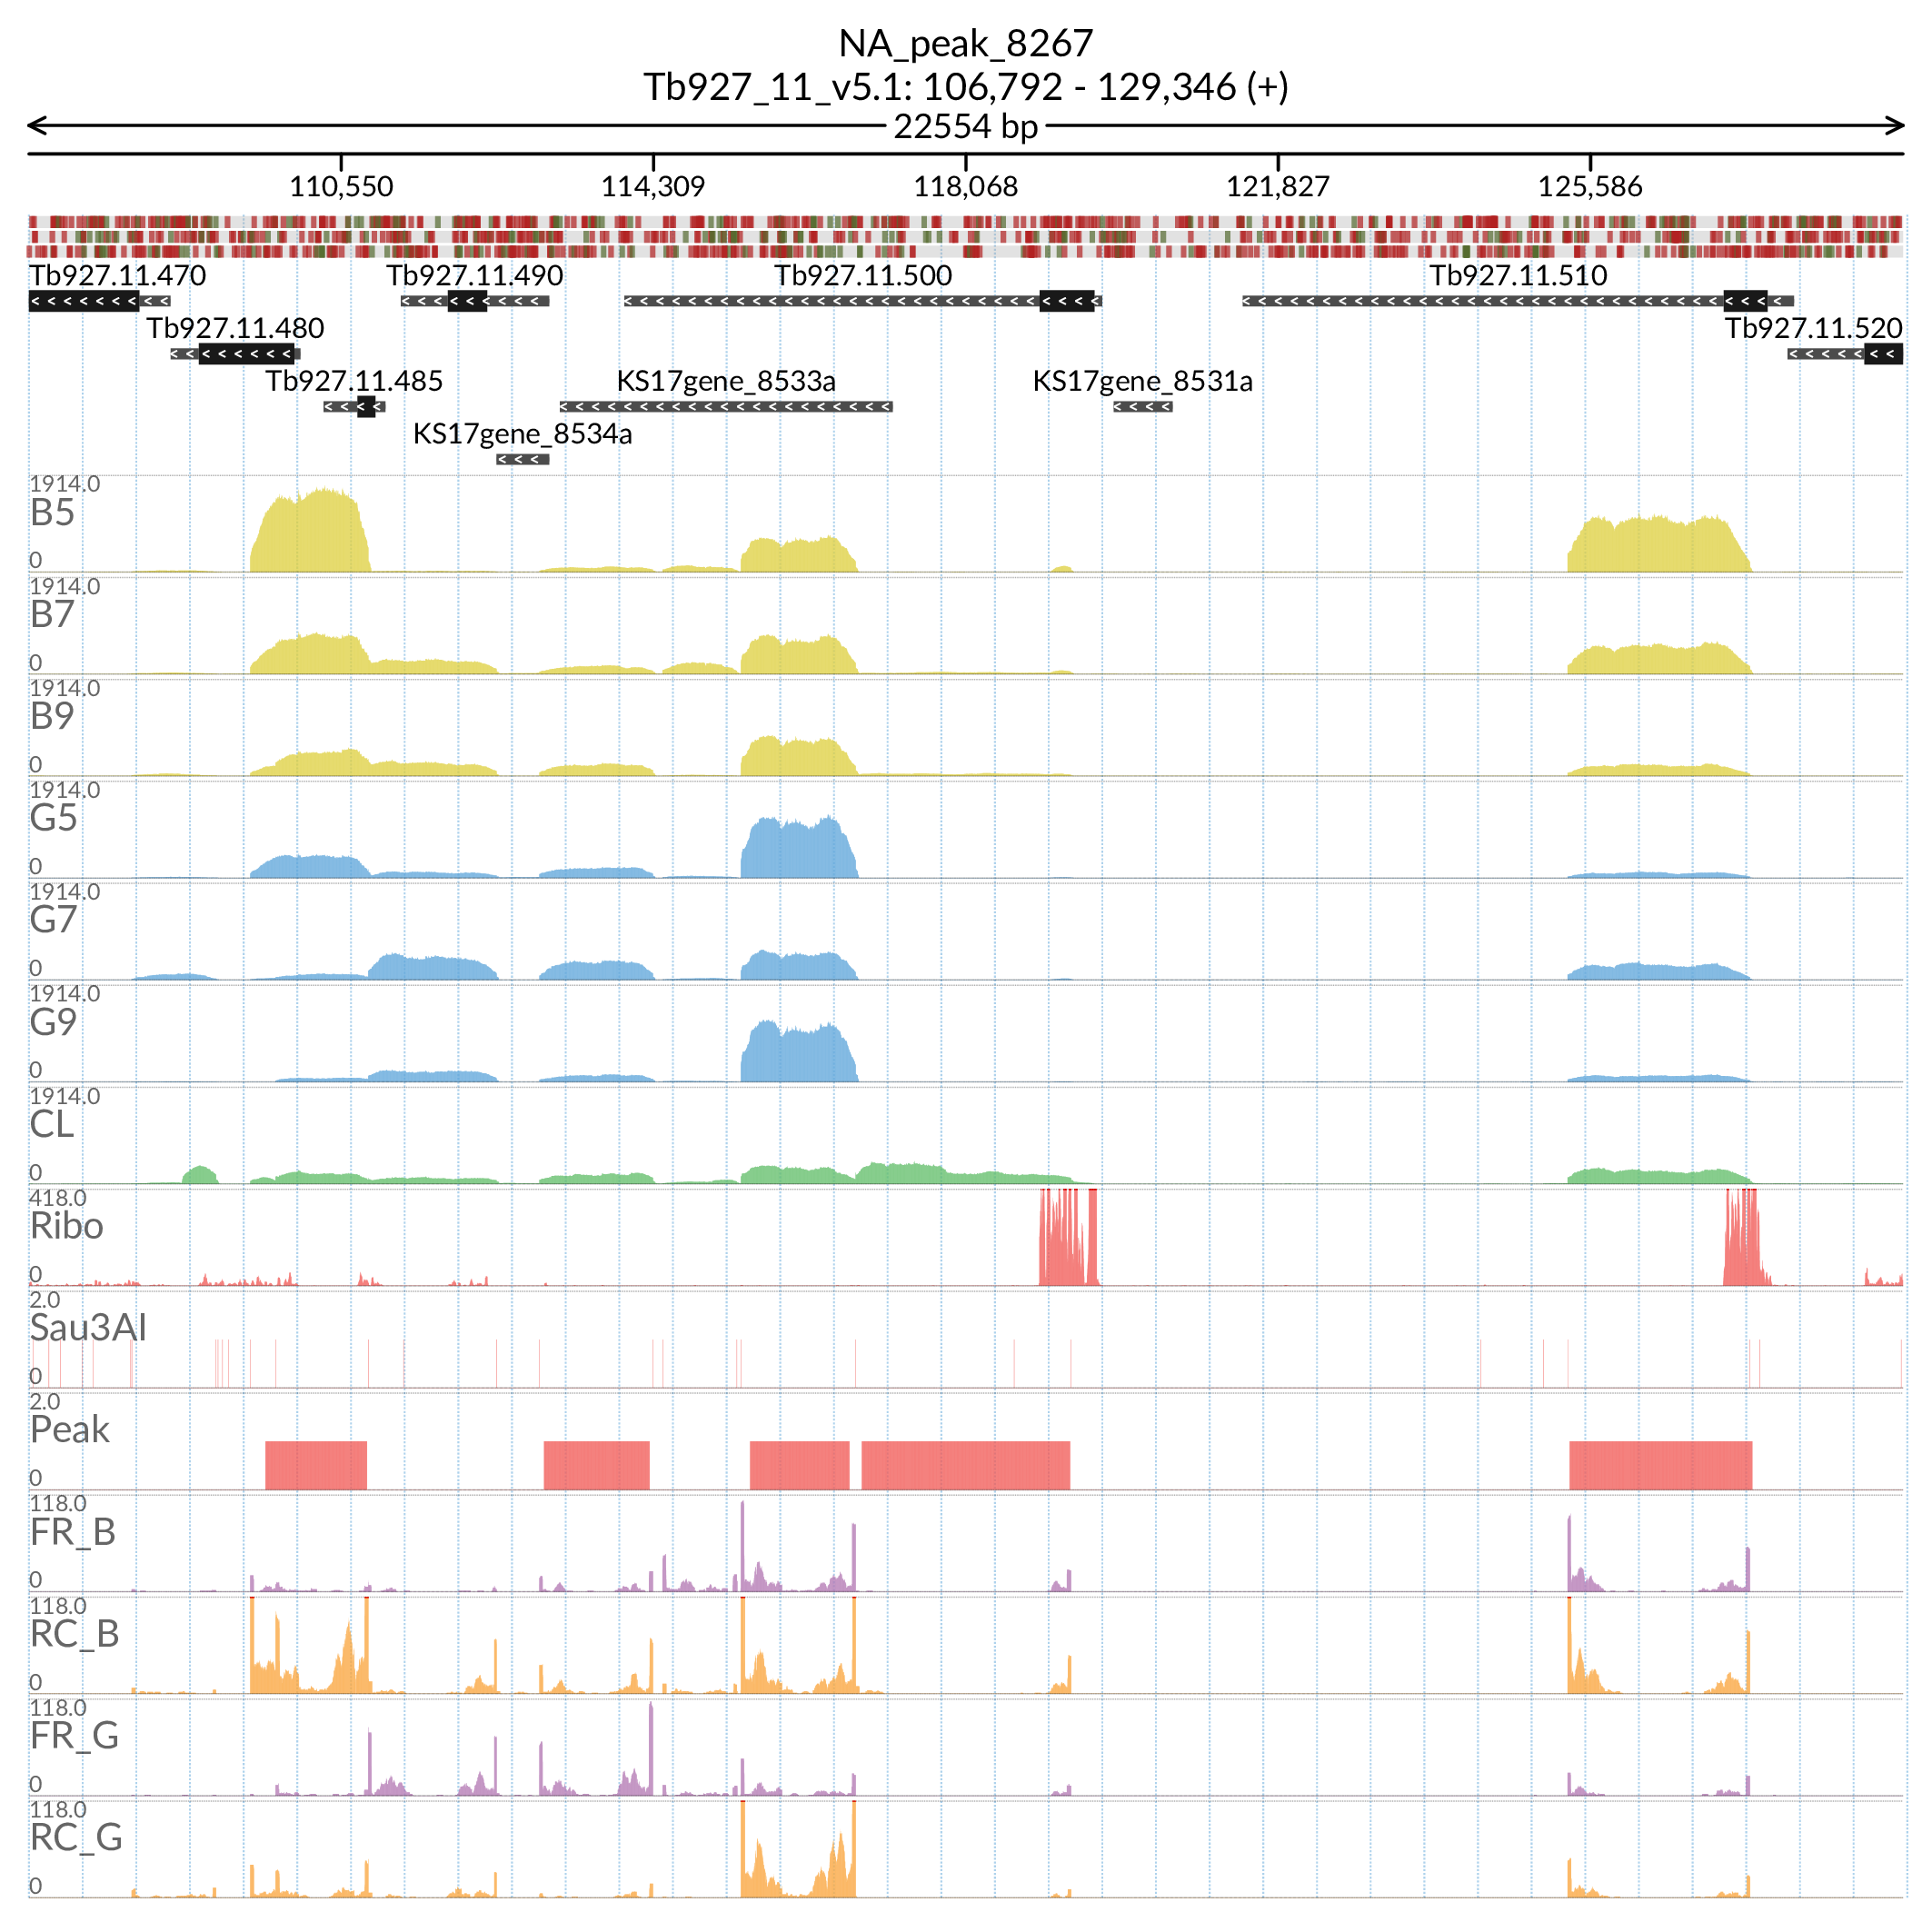 NA_peak_8267
Tb927_11_v5.1: 106,792 - 129,346 (+)
22554 bp
110,550 114,309 118,068 121,827 125,586
Tb927.11.470 Tb927.11.490 Tb927.11.500 Tb927.11.510
Tb927.11.480 Tb927.11.520
Tb927.11.485 KS17gene_8533a KS17gene_8531a
KS17gene_8534a
1914.0
B5
0
1914.0
B7
0
1914.0
B9
0
1914.0
G5
0
1914.0
G7
0
1914.0
G9
0
1914.0
CL
0
418.0
Ribo
0
2.0
Sau3AI
0
2.0
Peak
0
118.0
FR_B
0
118.0
RC_B
0
118.0
FR_G
0
118.0
RC_G
0